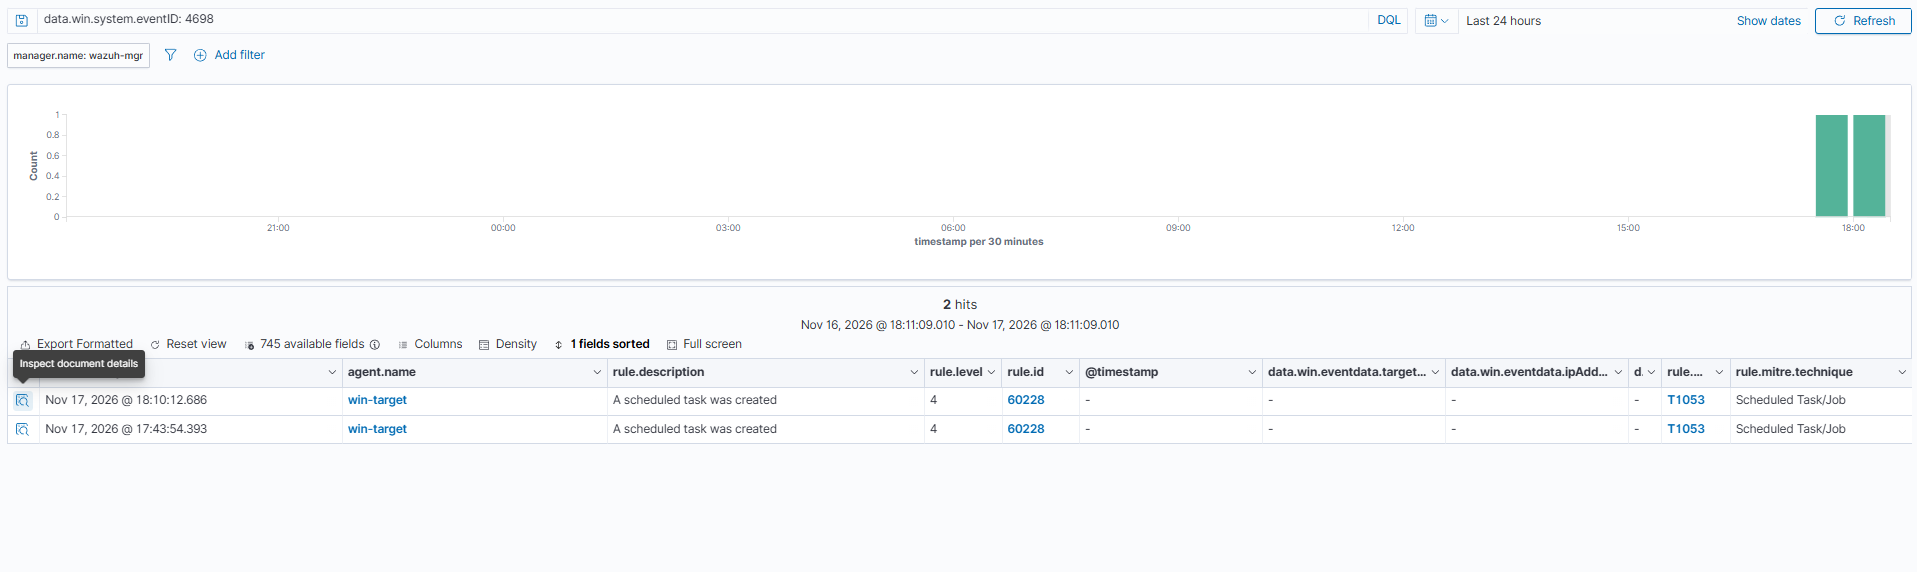 data.win.system.eventID: 4698 DQL Last 24 hours Show dates Refresh
manager.name: wazuh-mgr Add filter
1
0.8
0.6
0.4
0.2
0
Count
21:00 00:00 03:00 06:00 09:00 12:00 15:00 18:00
timestamp per 30 minutes
2 hits
Nov 16, 2026 @ 18:11:09.010 - Nov 17, 2026 @ 18:11:09.010
Export Formatted Reset view 745 available fields Columns Density 1 fields sorted Full screen
Inspect document details
agent.name rule.description rule.level rule.id @timestamp data.win.eventdata.target... data.win.eventdata.ipAdd... d. rule.... rule.mitre.technique
Nov 17, 2026 @ 18:10:12.686 win-target A scheduled task was created 4 60228 - - - - T1053 Scheduled Task/Job
Nov 17, 2026 @ 17:43:54.393 win-target A scheduled task was created 4 60228 - - - - T1053 Scheduled Task/Job